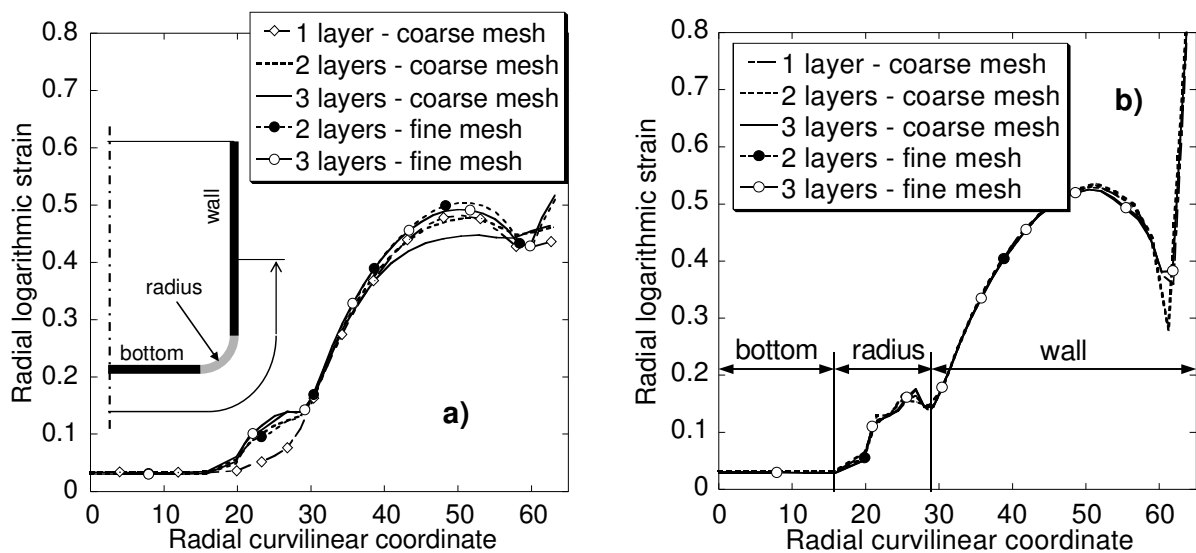 0.8
0.7
0.6
0.5
0.4
0.3
0.2
0.1
0
Radial logarithmic strain
1 layer - coarse mesh
2 layers - coarse mesh
3 layers - coarse mesh
2 layers - fine mesh
3 layers - fine mesh
wall
radius
bottom
a)
0 10 20 30 40 50 60
Radial curvilinear coordinate
0.8
0.7
0.6
0.5
0.4
0.3
0.2
0.1
0
Radial logarithmic strain
1 layer - coarse mesh
2 layers - coarse mesh
3 layers - coarse mesh
2 layers - fine mesh
3 layers - fine mesh
b)
bottom radius wall
0 10 20 30 40 50 60
Radial curvilinear coordinate